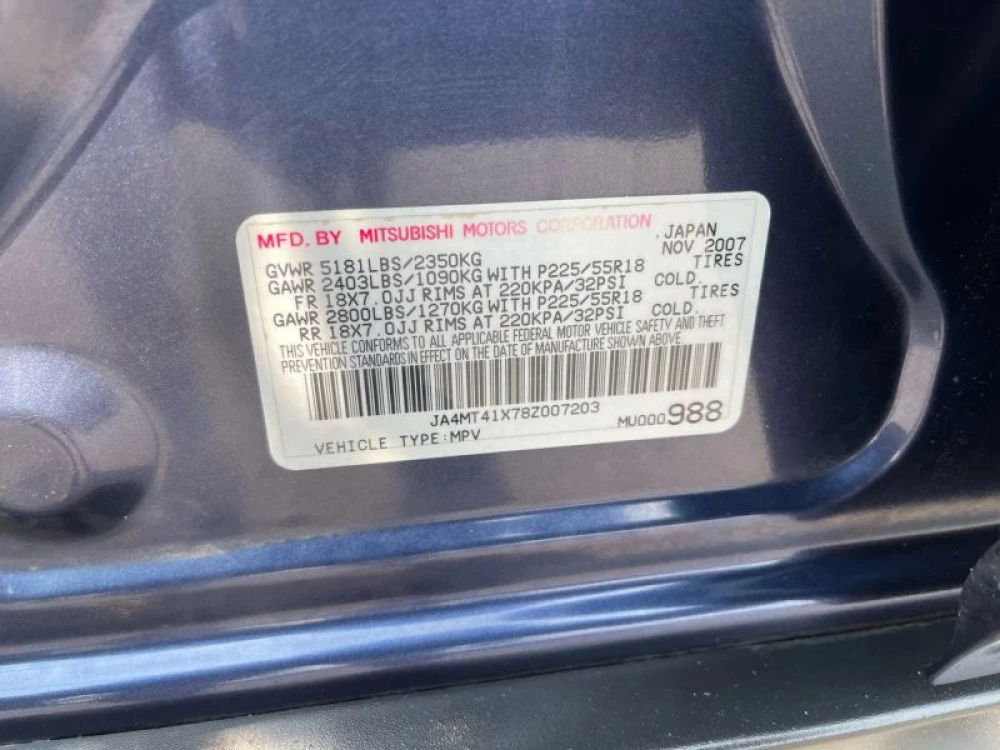 MFD. BY MITSUBISHI MOTORS CORPORATION . JAPAN
GVWR 5181LBS/2350KG NOV 2007
GAWR 2403LBS/1090KG WITH P225/55R18 TIRES
FR 18X7.0JJ RIMS AT 220KPA/32PSI COLD.
GAWR 2800LBS/1270KG WITH P225/55R18 TIRES
RR 18X7.0JJ RIMS AT 220KPA/32PSI COLD.
THIS VEHICLE CONFORMS TO ALL APPLICABLE FEDERAL MOTOR VEHICLE SAFETY AND THEFT
PREVENTION STANDARDS IN EFFECT ON THE DATE OF MANUFACTURE SHOWN ABOVE.
JA4MT41X78Z007203 MU000988
VEHICLE TYPE:MPV